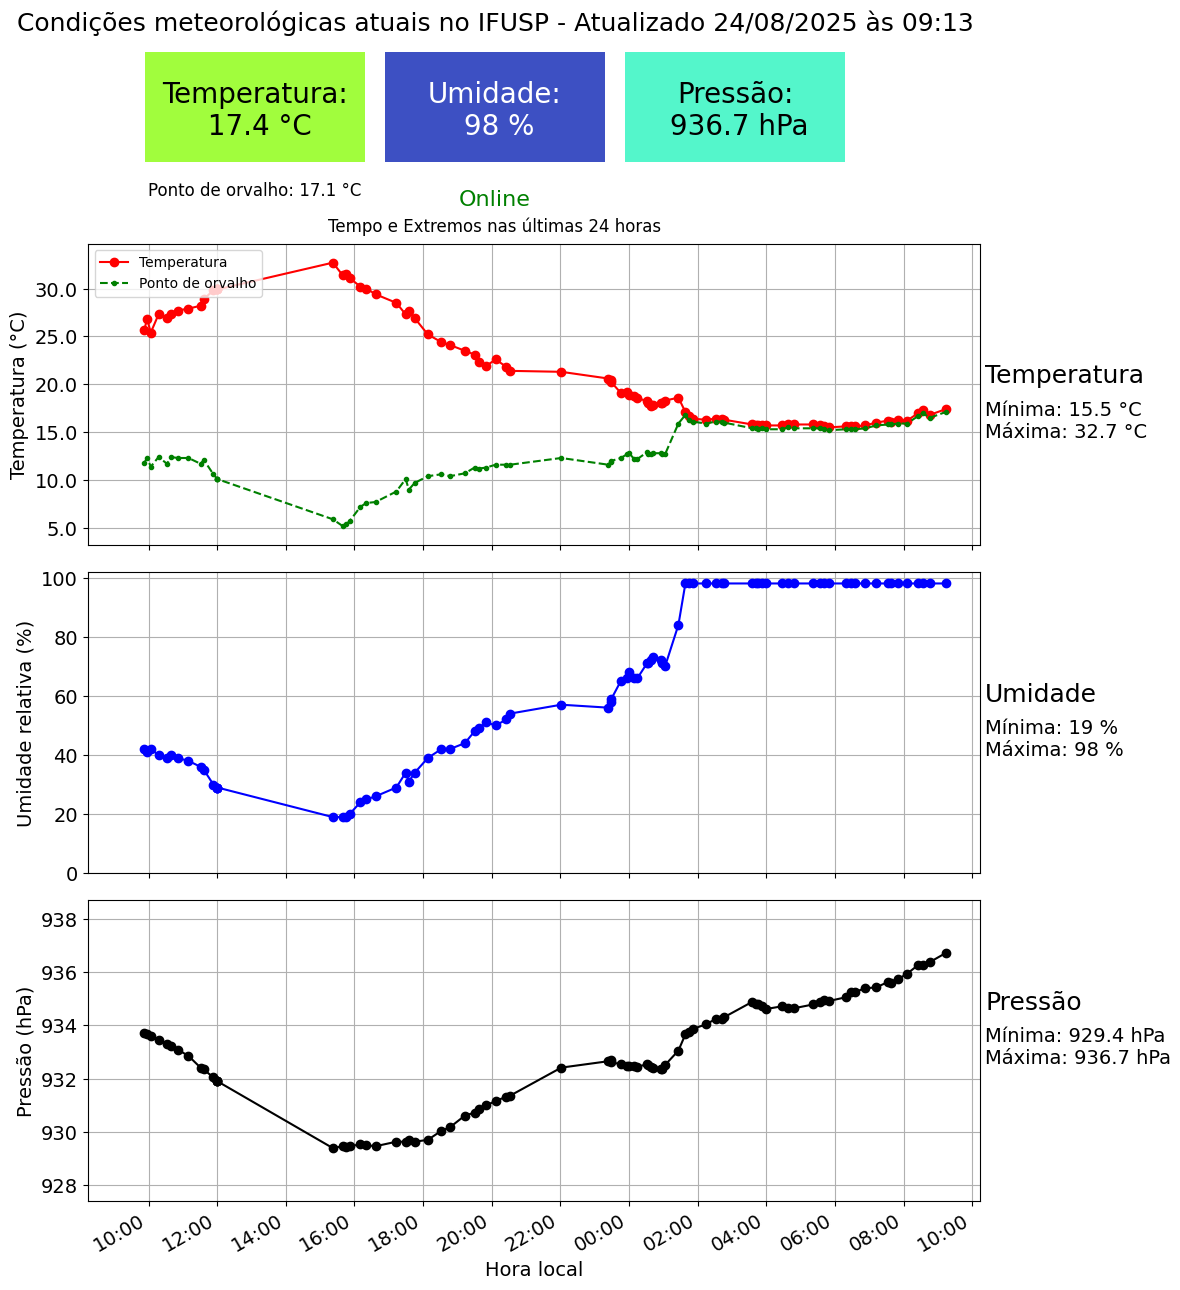 Condições meteorológicas atuais no IFUSP - Atualizado 24/08/2025 às 09:13
Temperatura:
17.4 °C
Umidade:
98 %
Pressão:
936.7 hPa
Ponto de orvalho: 17.1 °C
Online
Tempo e Extremos nas últimas 24 horas
Temperatura
Ponto de orvalho
Temperatura (°C)
30.0
25.0
20.0
15.0
10.0
5.0
Temperatura
Mínima: 15.5 °C
Máxima: 32.7 °C
Umidade relativa (%)
100
80
60
40
20
0
Umidade
Mínima: 19 %
Máxima: 98 %
Pressão (hPa)
938
936
934
932
930
928
Pressão
Mínima: 929.4 hPa
Máxima: 936.7 hPa
10:00 12:00 14:00 16:00 18:00 20:00 22:00 00:00 02:00 04:00 06:00 08:00 10:00
Hora local